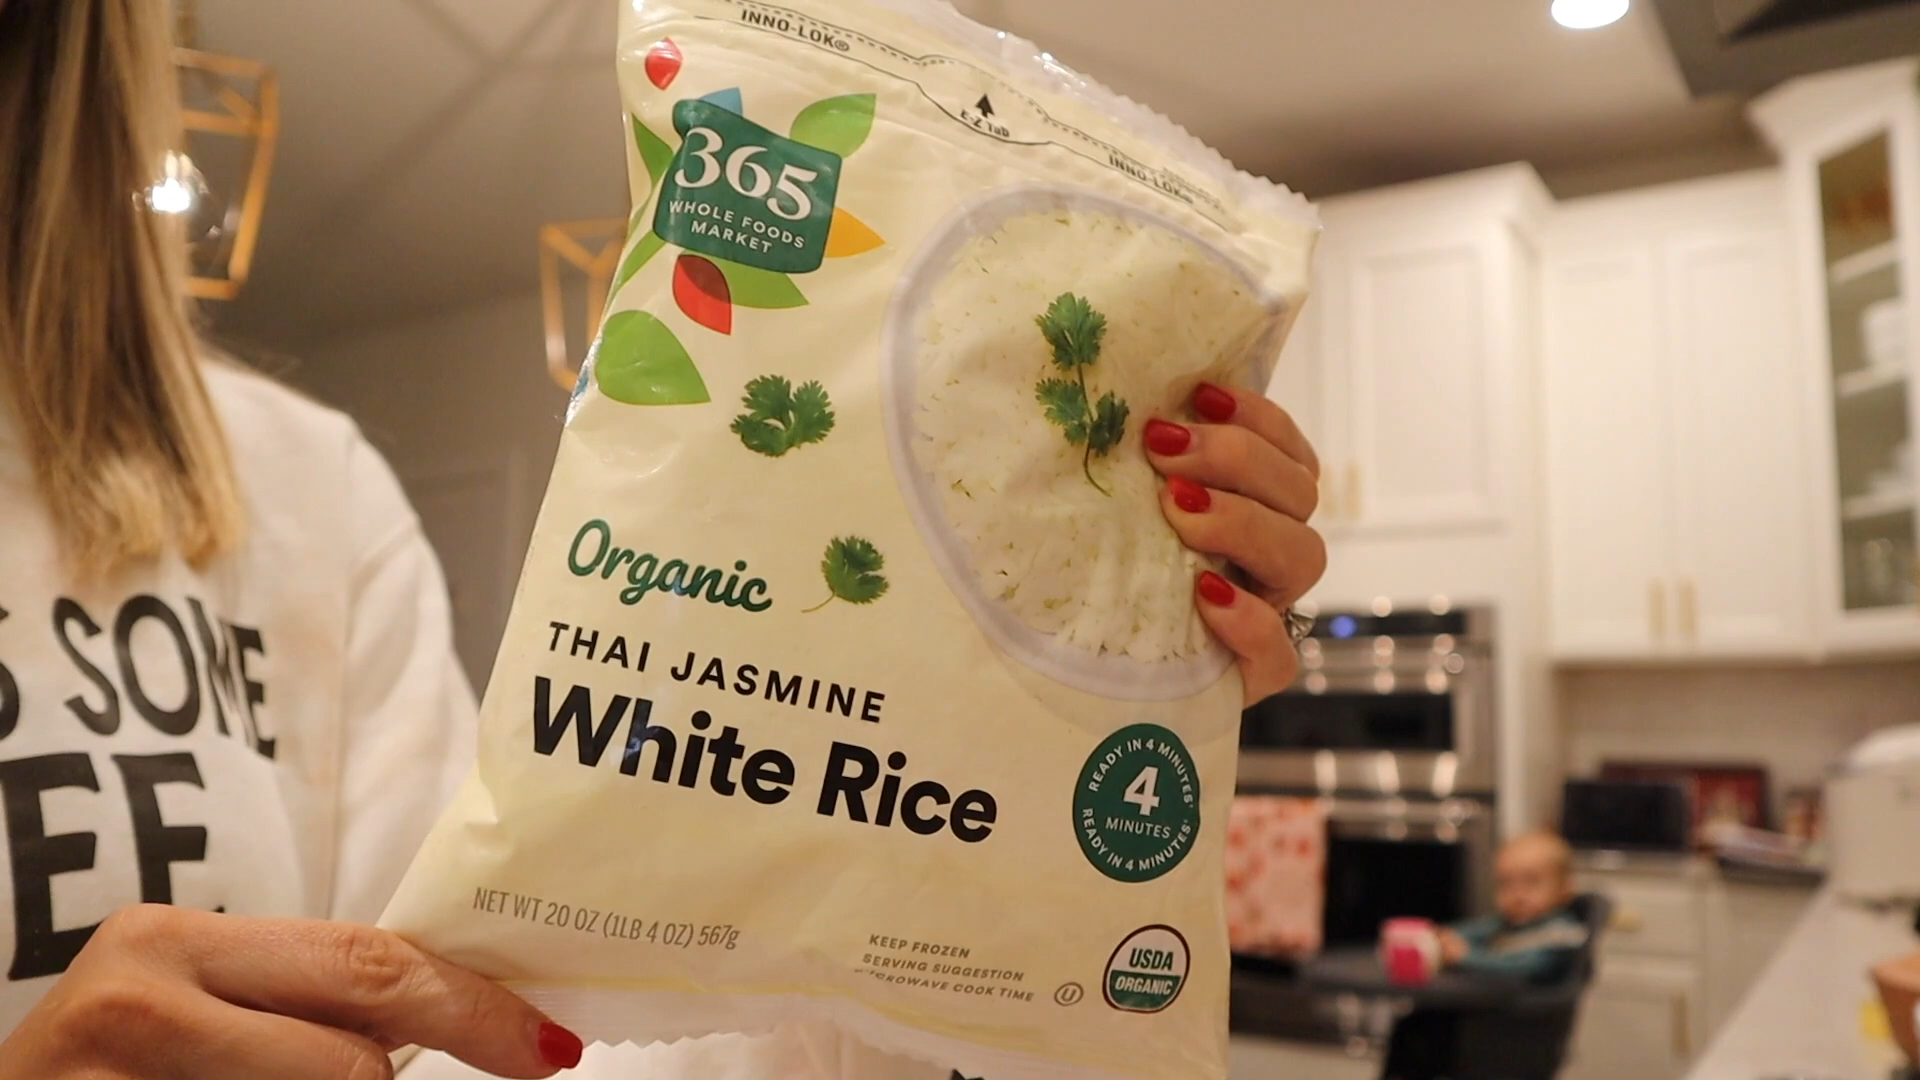 INNO-LOK®
E-Z Tab
INNO-LOK®
365
WHOLE FOODS
MARKET
Organic
THAI JASMINE
White Rice
READY IN 4 MINUTES*
4
MINUTES
READY IN 4 MINUTES*
NET WT 20 OZ (1LB 4 OZ) 567g
KEEP FROZEN
SERVING SUGGESTION
COOK TIME
U
USDA
ORGANIC
SOME
EE